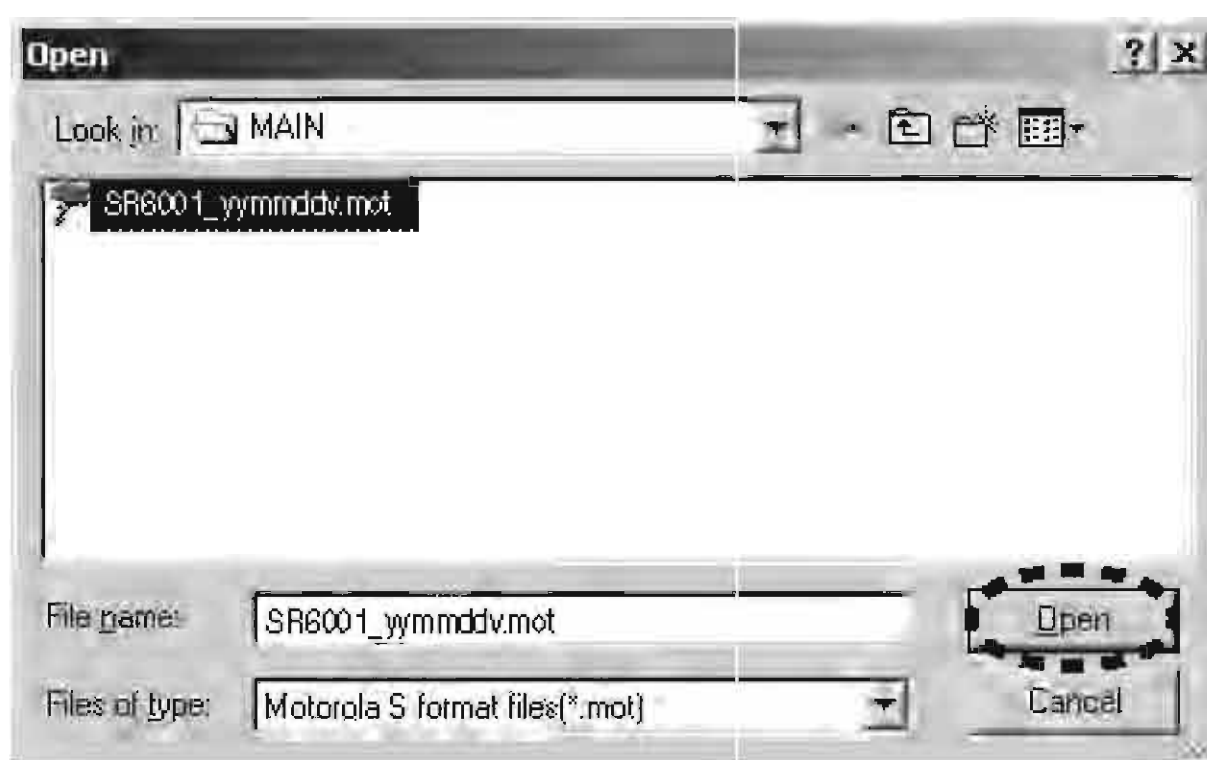 Open
Look in: MAIN
SR6001_yymmddv.mot
File name: SR6001_yymmddv.mot
Open
Files of type: Motorola S format files(*.mot)
Cancel